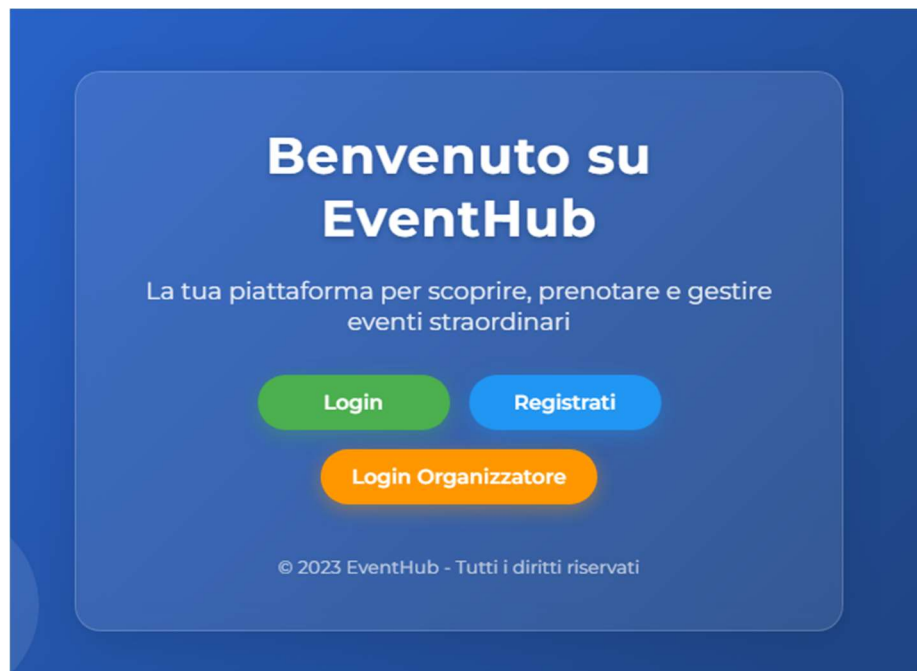 Benvenuto su
EventHub
La tua piattaforma per scoprire, prenotare e gestire
eventi straordinari
Login
Registrati
Login Organizzatore
© 2023 EventHub - Tutti i diritti riservati